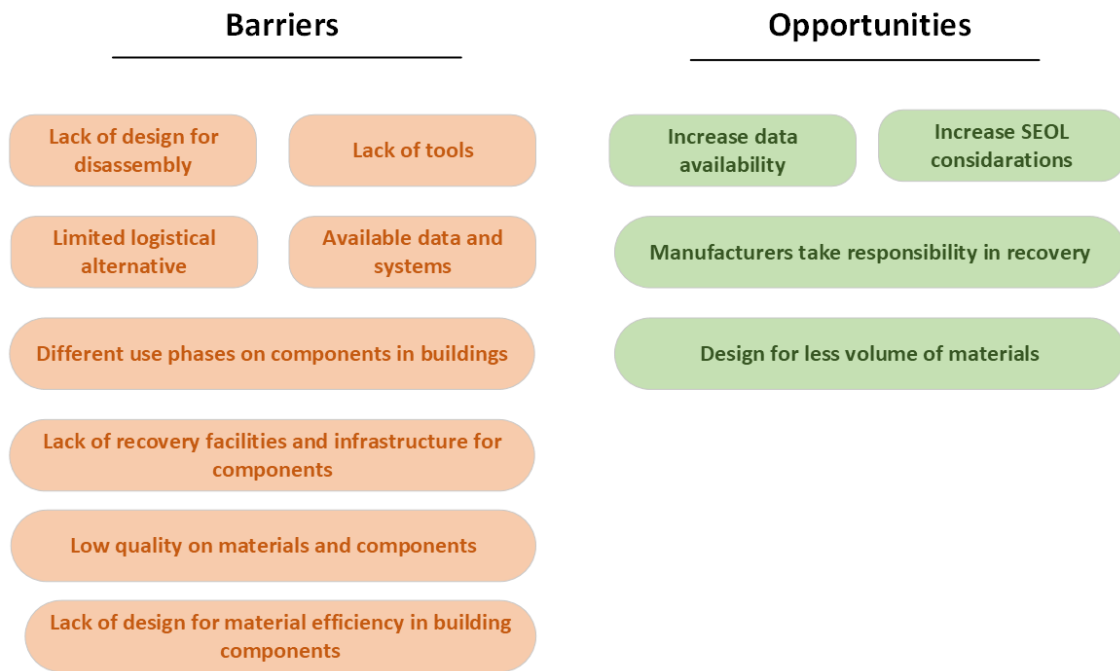 Barriers
Lack of design for
disassembly
Lack of tools
Limited logistical
alternative
Available data and
systems
Different use phases on components in buildings
Lack of recovery facilities and infrastructure for
components
Low quality on materials and components
Lack of design for material efficiency in building
components
Opportunities
Increase data
availability
Increase SEOL
considarations
Manufacturers take responsibility in recovery
Design for less volume of materials